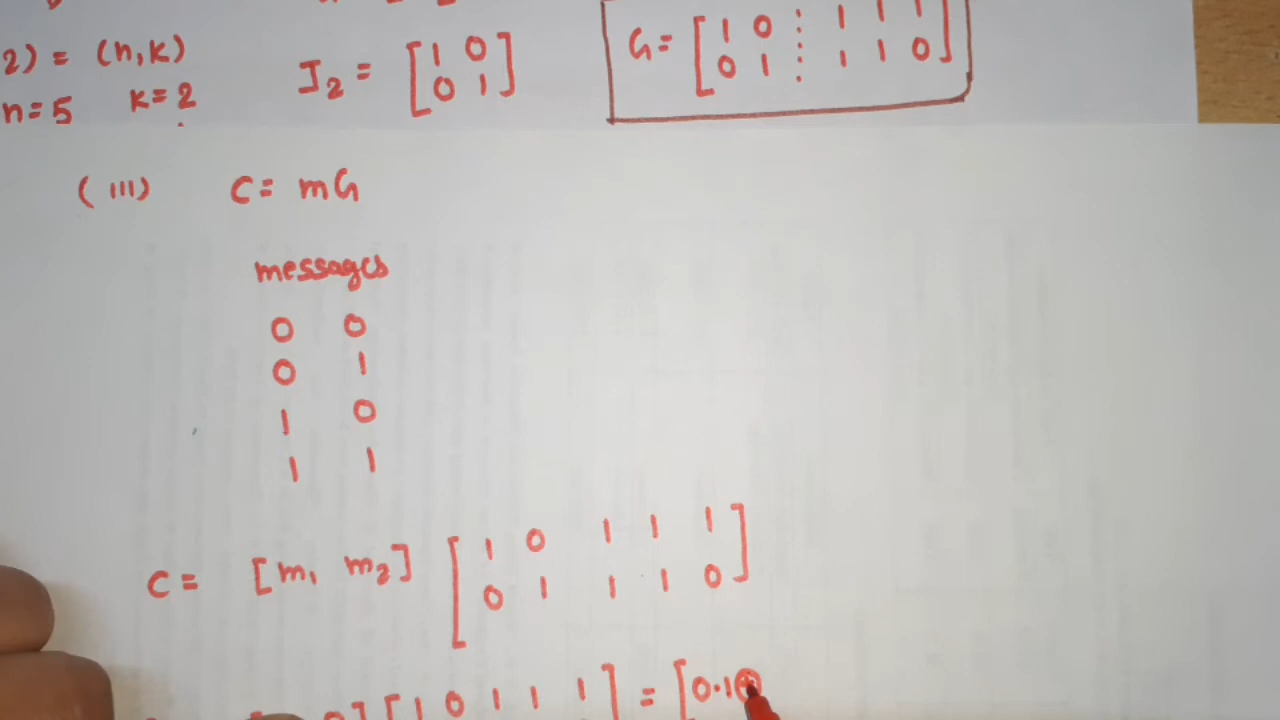 2) = (n,k)
n=5 k=2
I2 = [1 0
0 1]
G= [1 0 ⋮ 1 1 1
0 1 ⋮ 1 1 0]
(III) C= mG
messages
0 0
0 1
1 0
1 1
C= [m1 m2] [1 0 1 1 1
0 1 1 1 0]
0] [1 0 1 1 1] = [0.1⊕